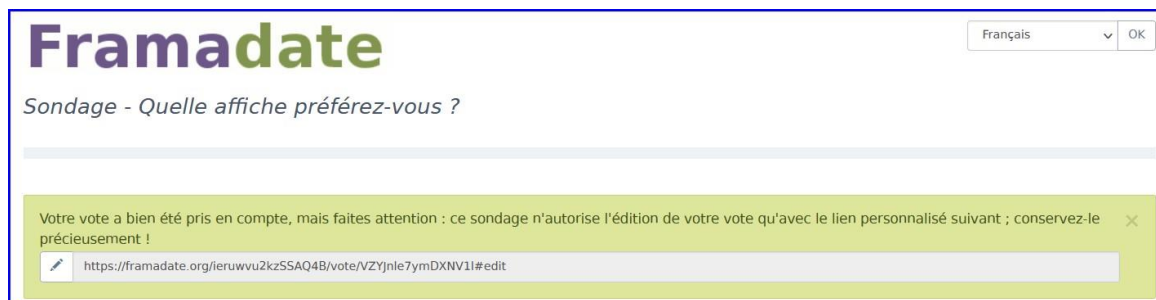 Framadate
Français
OK
Sondage - Quelle affiche préférez-vous ?
Votre vote a bien été pris en compte, mais faites attention : ce sondage n'autorise l'édition de votre vote qu'avec le lien personnalisé suivant ; conservez-le
précieusement !
https://framadate.org/ieruwvu2kzSSAQ4B/vote/VZYJnle7ymDXNV1I#edit